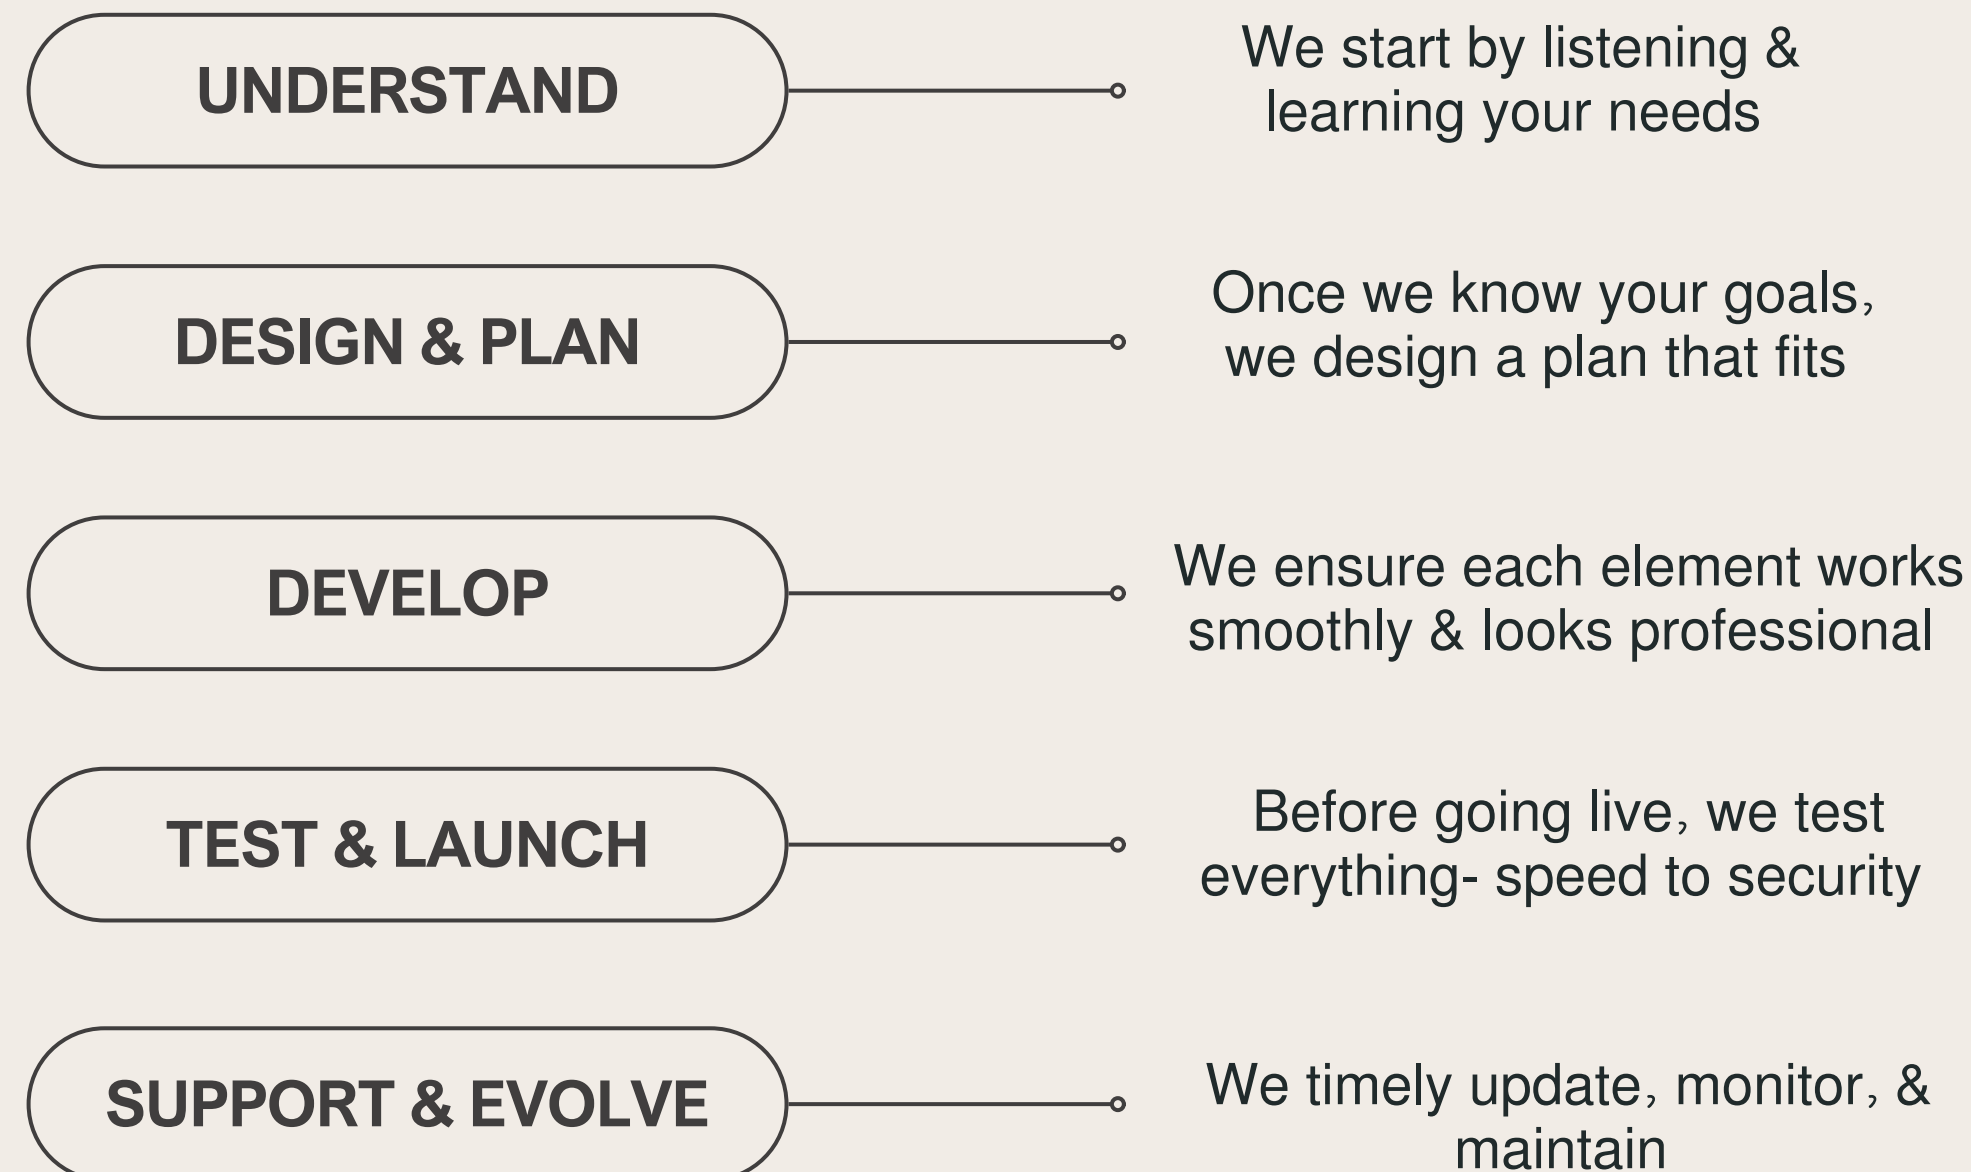 UNDERSTAND
We start by listening &
learning your needs
DESIGN & PLAN
Once we know your goals,
we design a plan that fits
DEVELOP
We ensure each element works
smoothly & looks professional
TEST & LAUNCH
Before going live, we test
everything- speed to security
SUPPORT & EVOLVE
We timely update, monitor, &
maintain